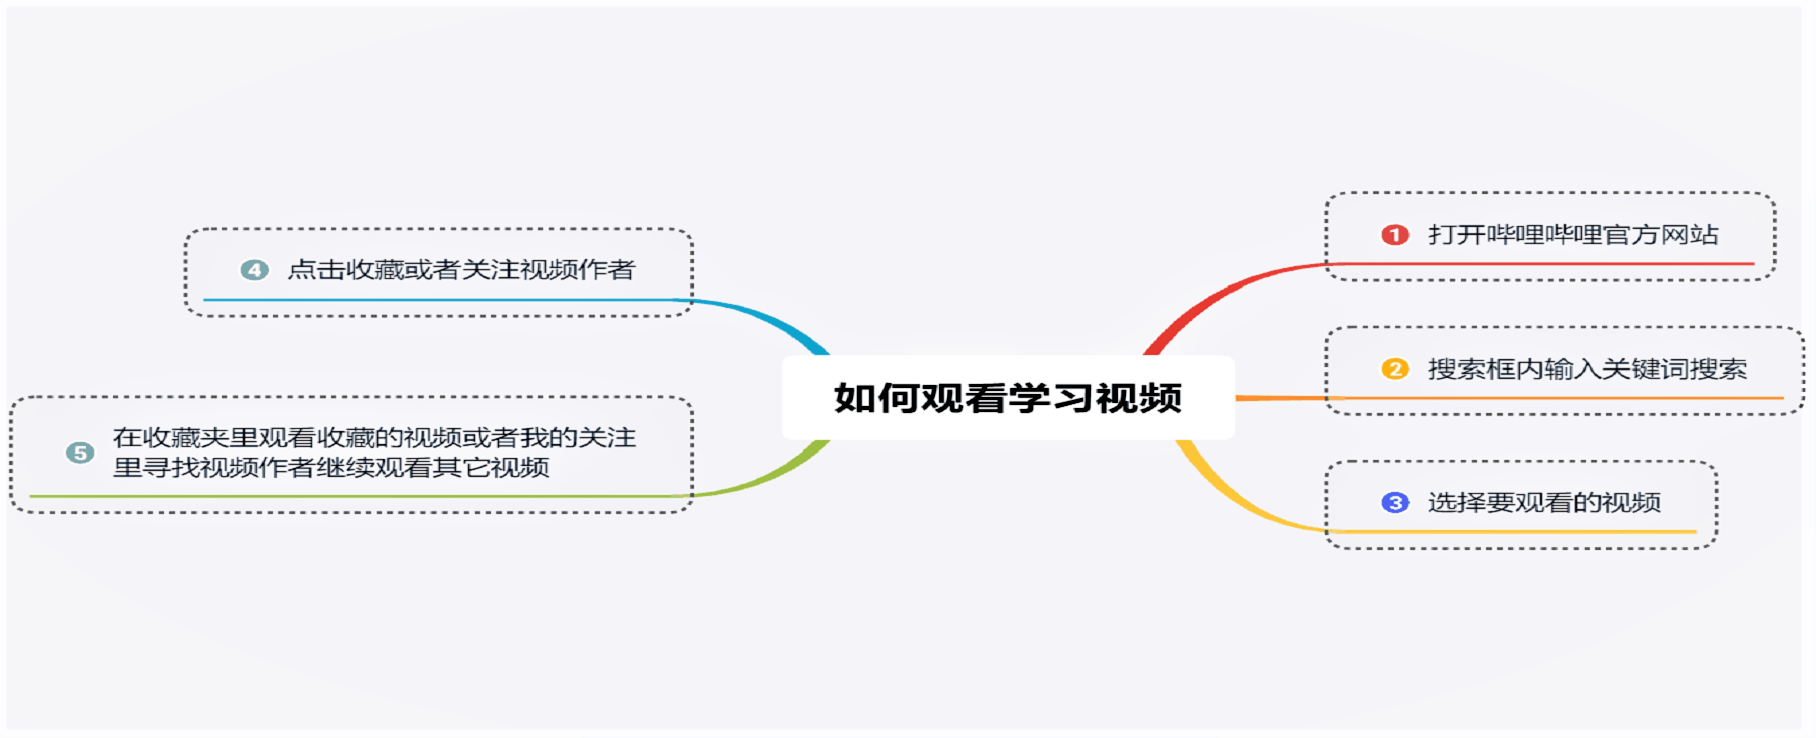 如何观看学习视频
1 打开哔哩哔哩官方网站
2 搜索框内输入关键词搜索
3 选择要观看的视频
4 点击收藏或者关注视频作者
5 在收藏夹里观看收藏的视频或者我的关注
里寻找视频作者继续观看其它视频